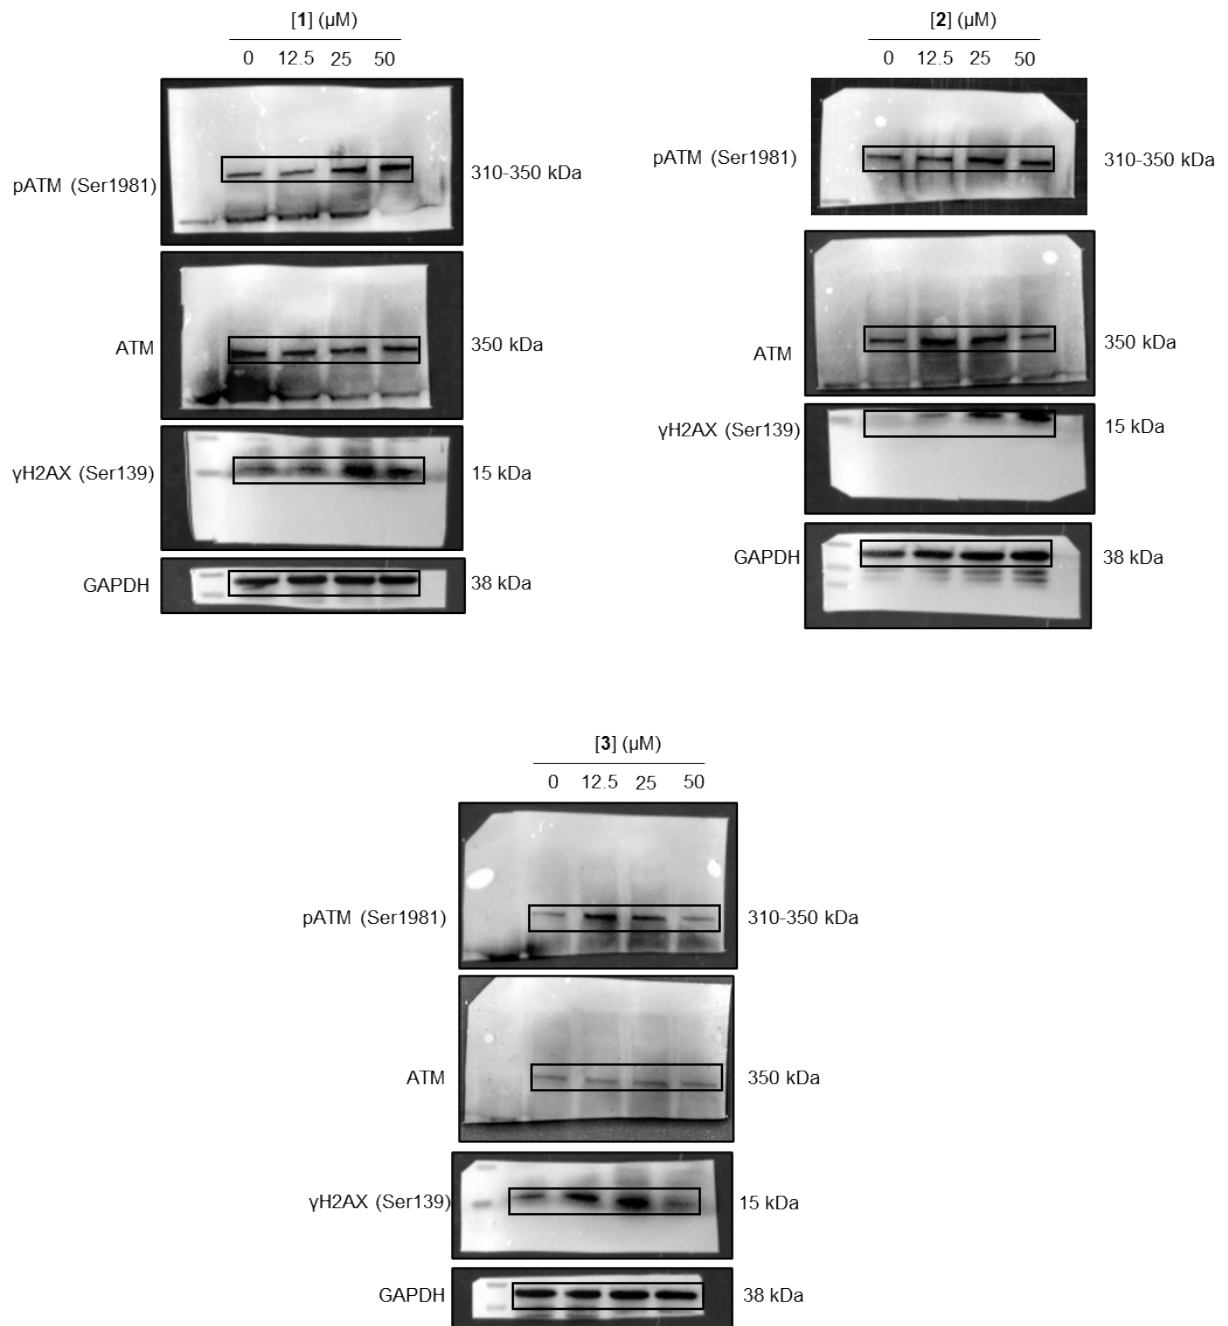 [1] (µM)
0 12.5 25 50
pATM (Ser1981)
310-350 kDa
ATM
350 kDa
γH2AX (Ser139)
15 kDa
GAPDH
38 kDa
[2] (µM)
0 12.5 25 50
pATM (Ser1981)
310-350 kDa
ATM
350 kDa
γH2AX (Ser139)
15 kDa
GAPDH
38 kDa
[3] (µM)
0 12.5 25 50
pATM (Ser1981)
310-350 kDa
ATM
350 kDa
γH2AX (Ser139)
15 kDa
GAPDH
38 kDa